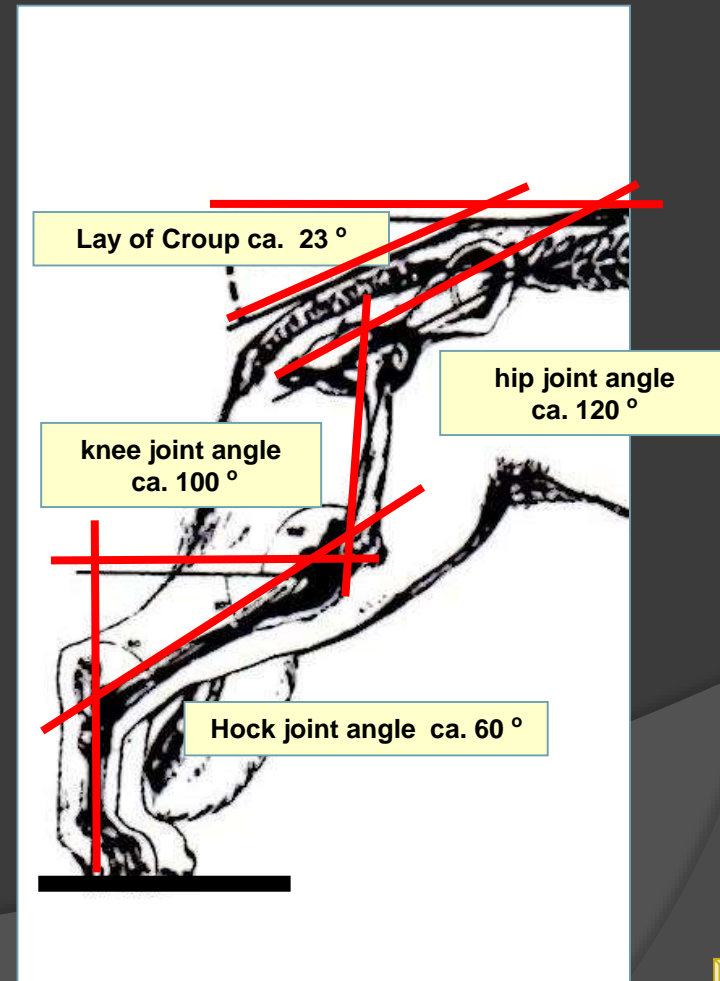 Lay of Croup ca. 23 °
hip joint angle
ca. 120 °
knee joint angle
ca. 100 °
Hock joint angle ca. 60 °